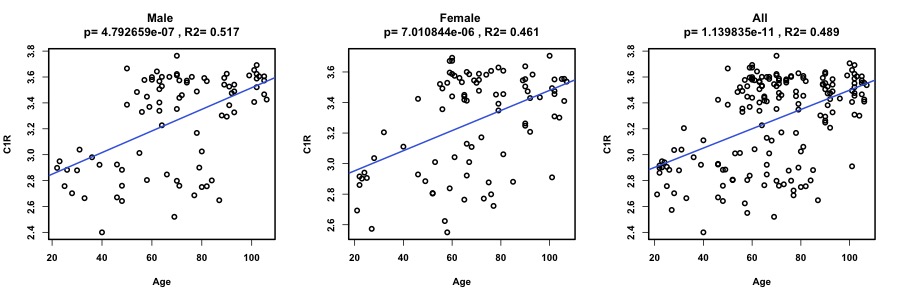 Male
p= 4.792659e-07 , R2= 0.517
C1R
3.8
3.6
3.4
3.2
3.0
2.8
2.6
2.4
20 40 60 80 100
Age
Female
p= 7.010844e-06 , R2= 0.461
C1R
3.6
3.4
3.2
3.0
2.8
2.6
20 40 60 80 100
Age
All
p= 1.139835e-11 , R2= 0.489
C1R
3.8
3.6
3.4
3.2
3.0
2.8
2.6
2.4
20 40 60 80 100
Age